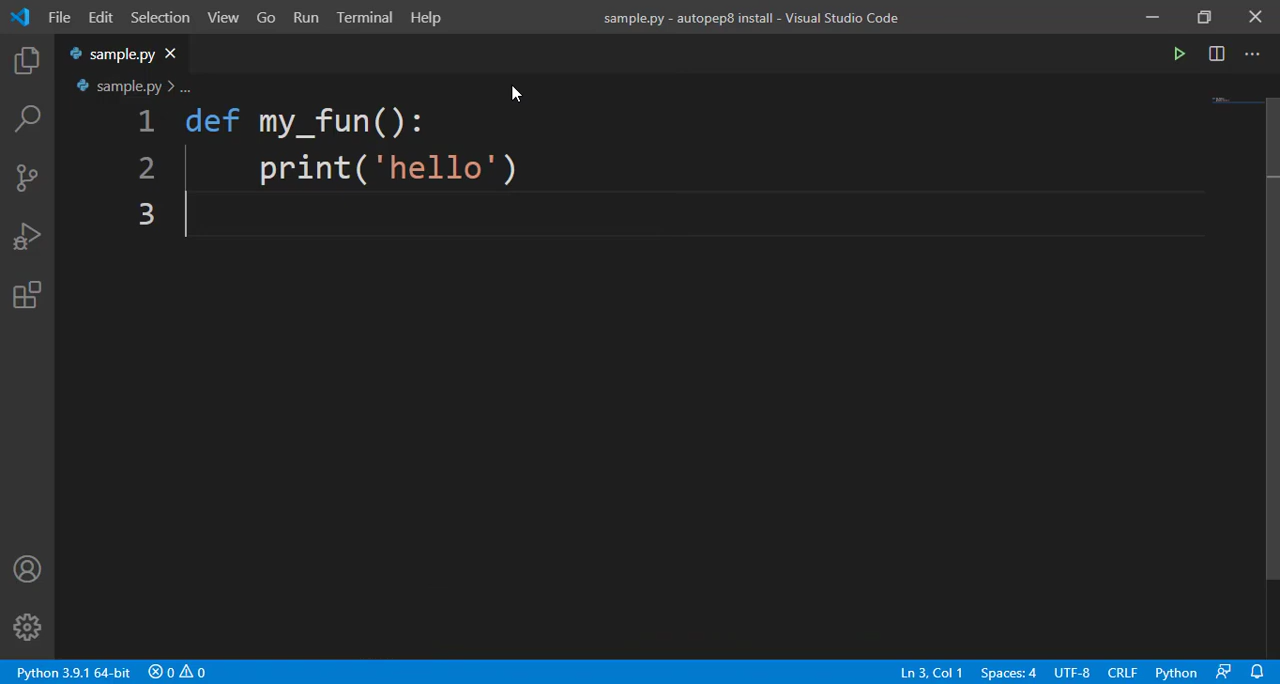 File Edit Selection View Go Run Terminal Help sample.py - autopep8 install - Visual Studio Code
sample.py
sample.py > ...
1 def my_fun():
2     print('hello')
3
Python 3.9.1 64-bit 0 0 Ln 3, Col 1 Spaces: 4 UTF-8 CRLF Python